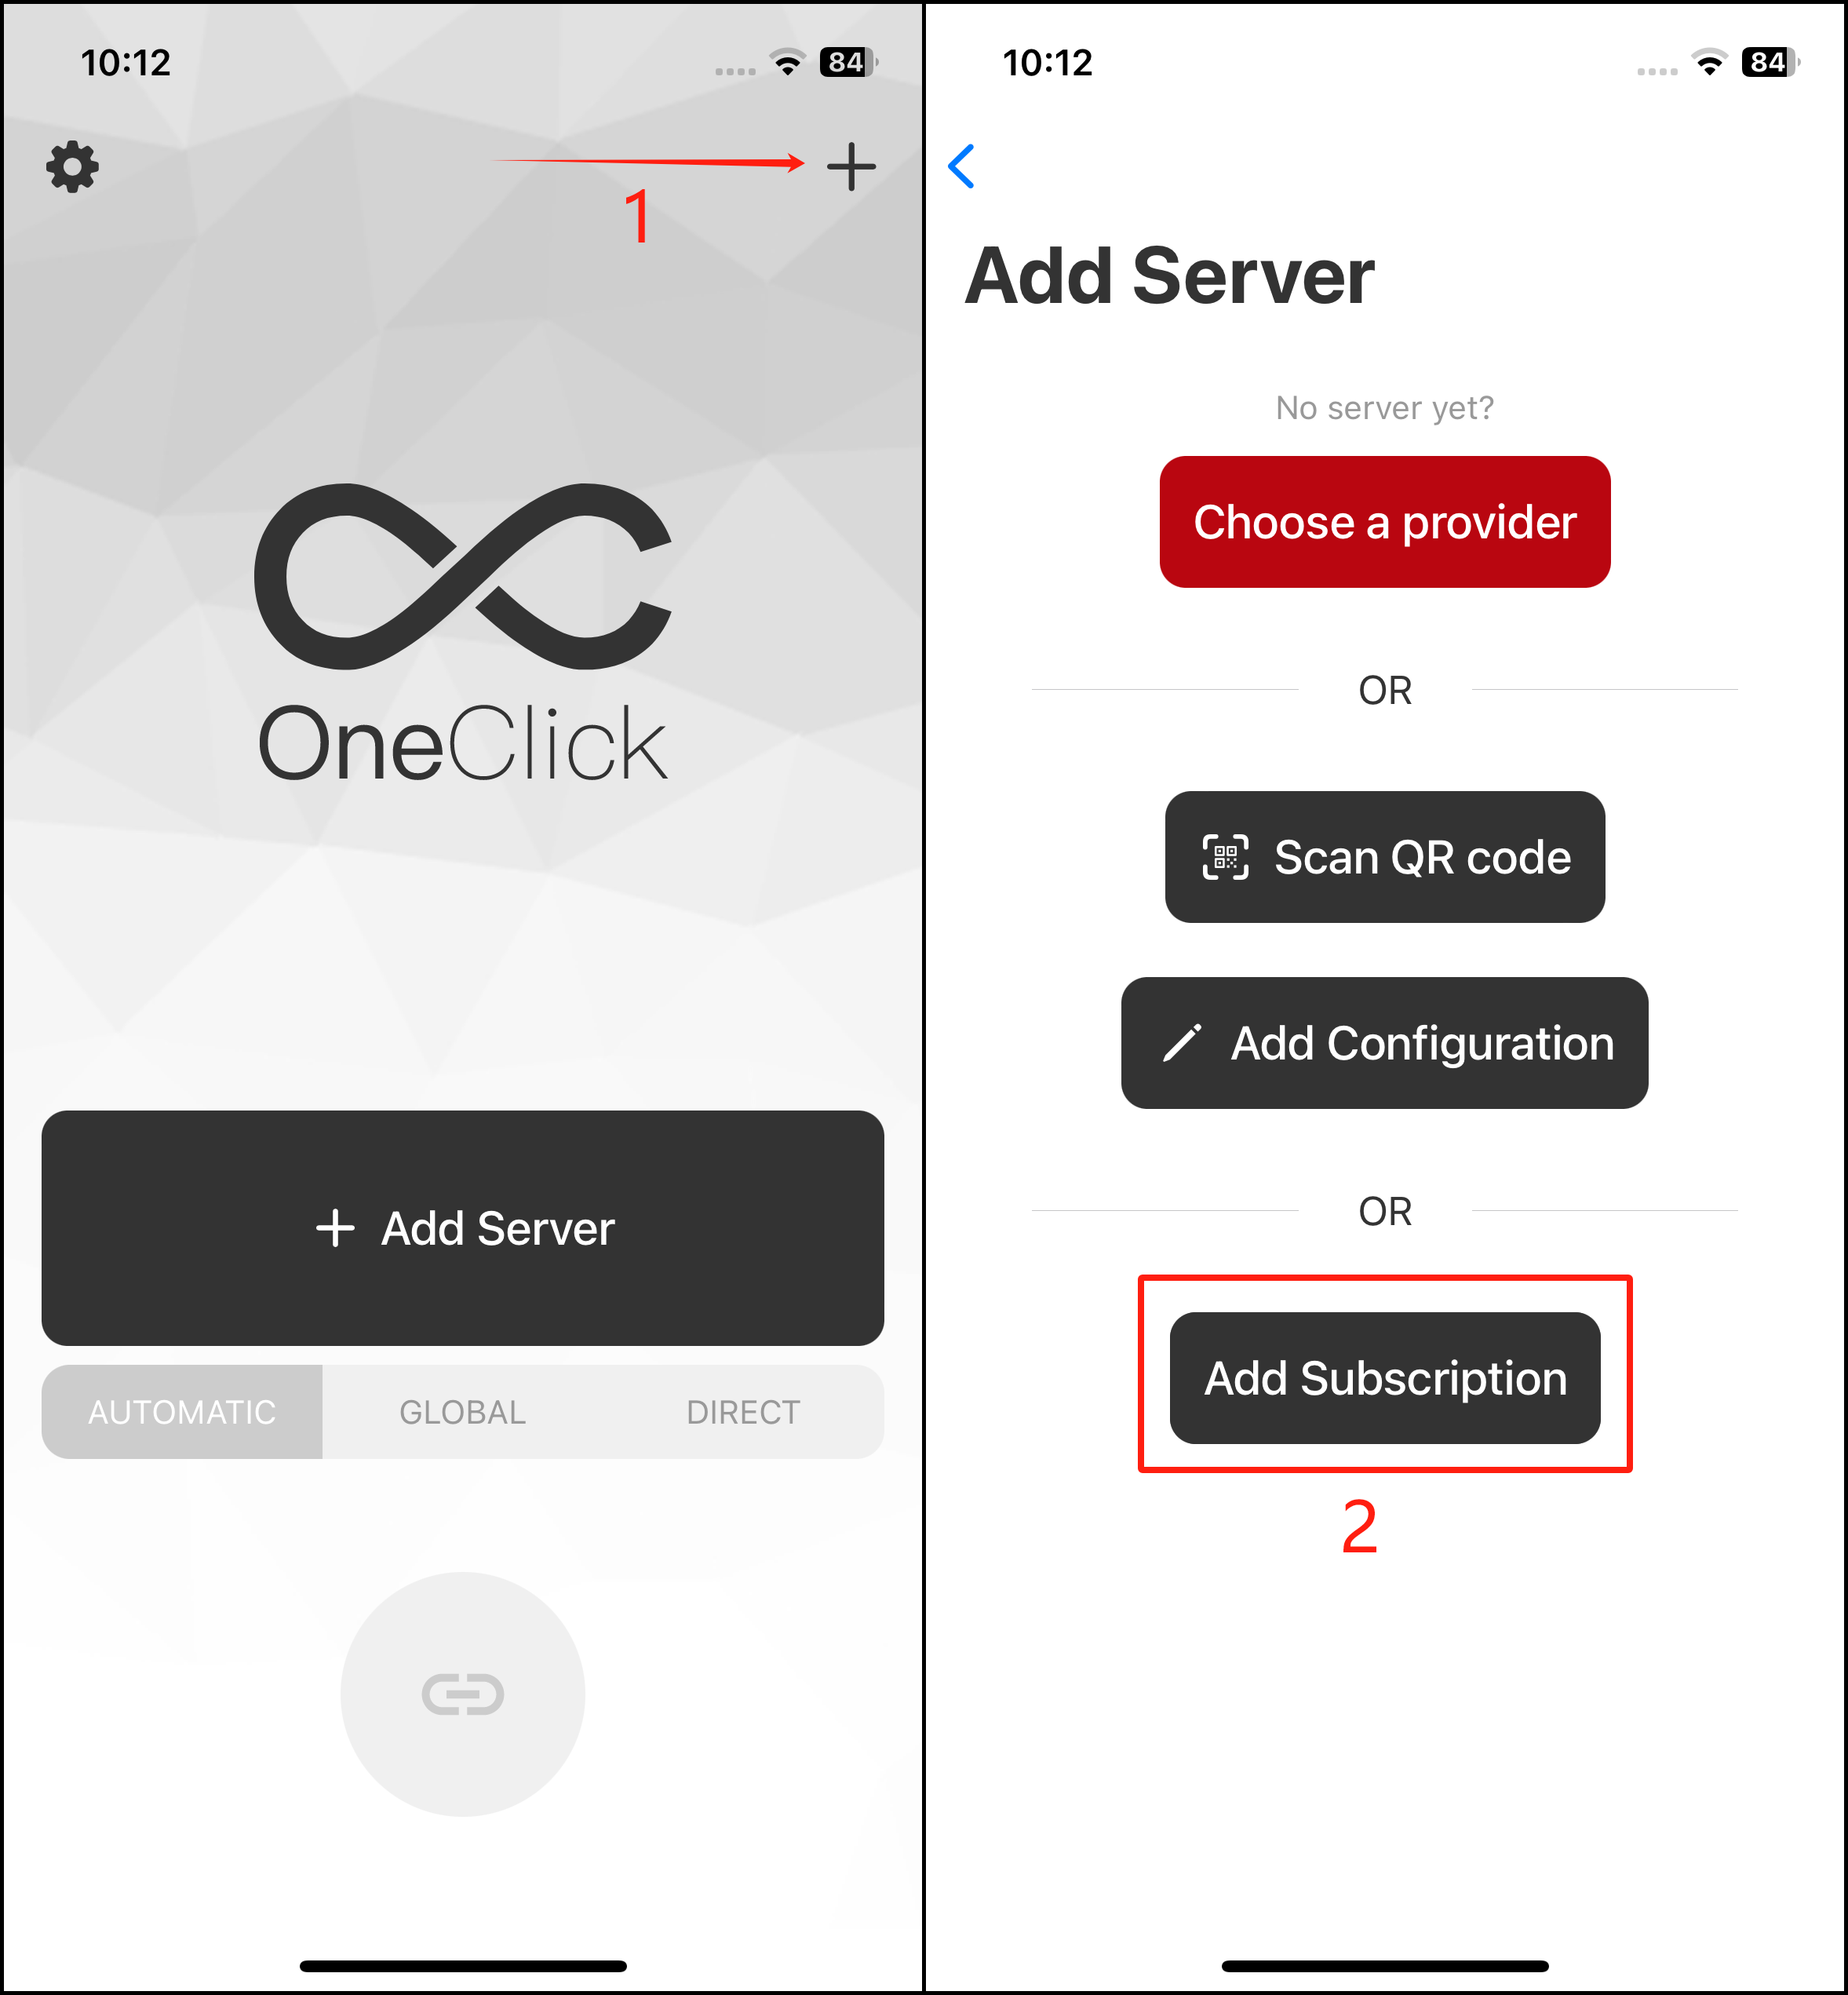 10:12
84
1
OneClick
+ Add Server
AUTOMATIC GLOBAL DIRECT
10:12
84
Add Server
No server yet?
Choose a provider
OR
Scan QR code
Add Configuration
OR
Add Subscription
2